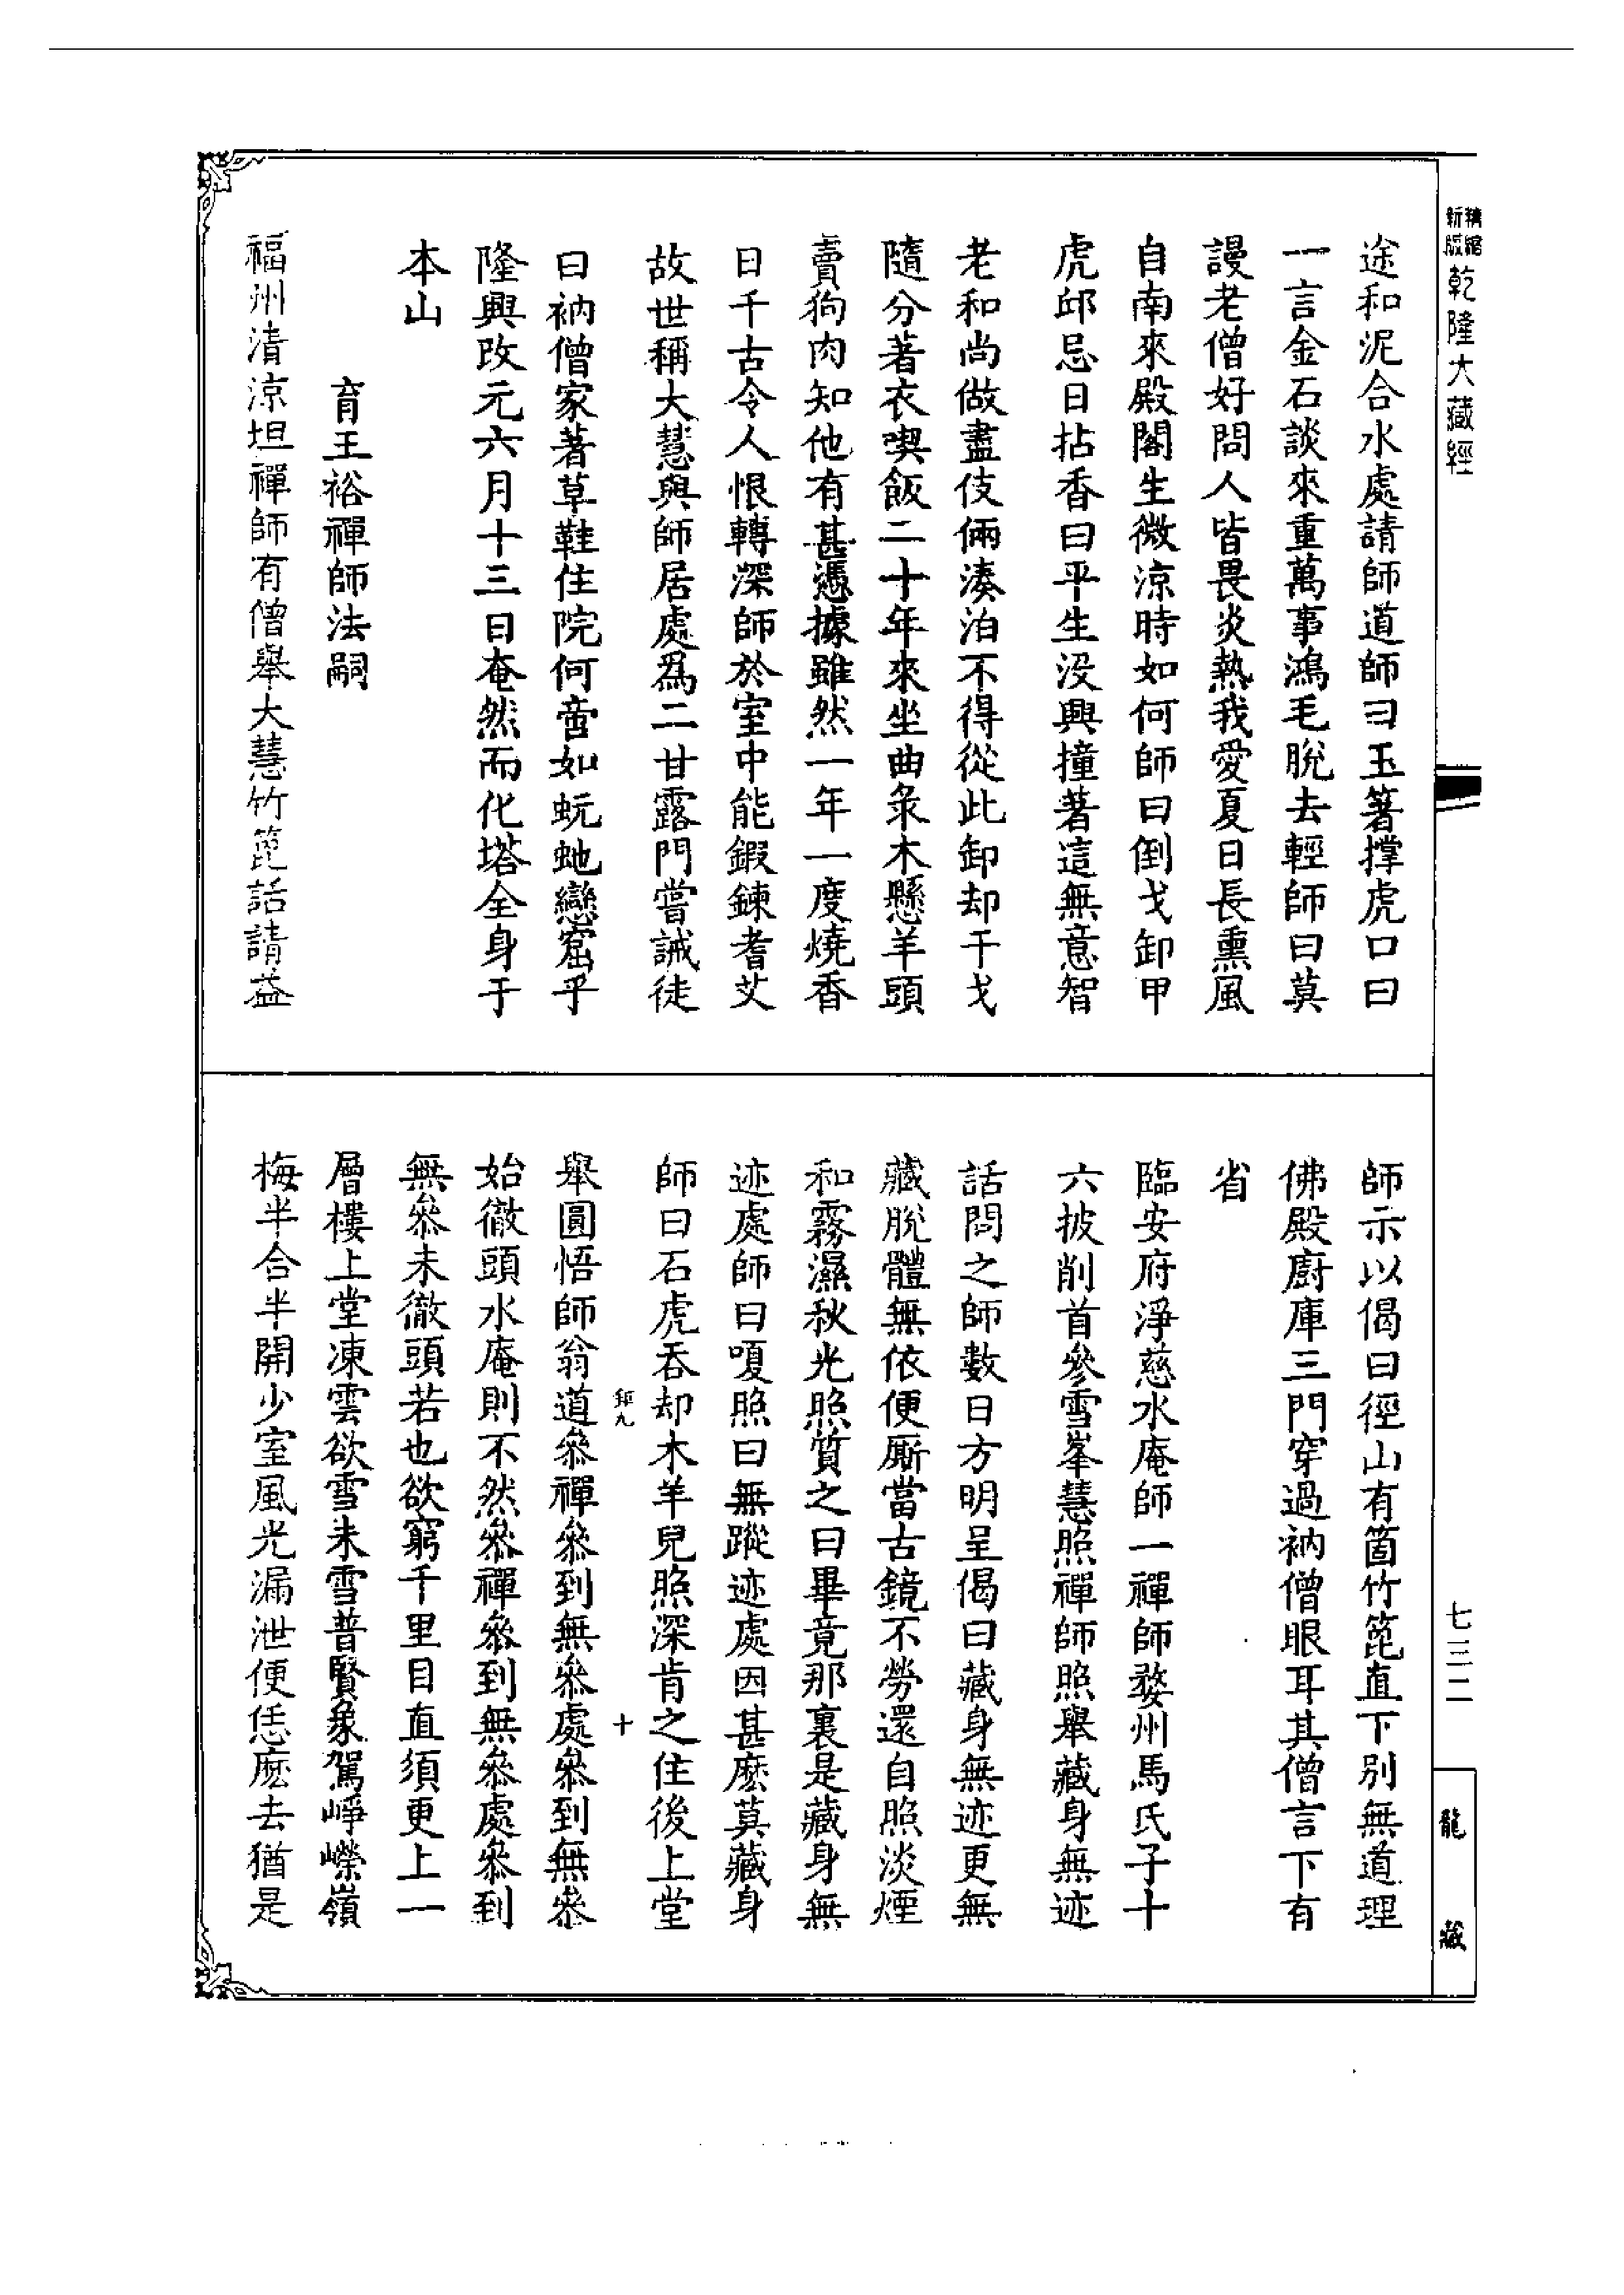 精縮
新版
乾隆大藏經
途和泥合水處請師道師曰玉箸撑虎口曰
一言金石談來重萬事鴻毛脫去輕師曰莫
謾老僧好問人皆畏炎熱我愛夏日長熏風
自南來殿閣生微涼時如何師曰倒戈卸甲
虎邱忌日拈香曰平生没興撞著這無意智
老和尚做盡伎倆湊泊不得從此卸却干戈
隨分著衣喫飯二十年來坐曲彔木懸羊頭
賣狗肉知他有甚憑據雖然一年一度燒香
日千古令人恨轉深師於室中能鍜鍊耆艾
故世稱大慧與師居處爲二甘露門嘗誡徒
曰衲僧家著草鞋住院何啻如蚖虵戀窟乎
隆興改元六月十三日奄然而化塔全身于
本山
育王裕禪師法嗣
福州清涼坦禪師有僧舉大慧竹箆話請益
師示以偈曰徑山有箇竹箆直下別無道理
佛殿廚庫三門穿過衲僧眼耳其僧言下有
省
臨安府淨慈水庵師一禪師婺州馬氏子十
六披削首參雪峯慧照禪師照舉藏身無迹
話問之師數日方明呈偈曰藏身無迹更無
藏脫體無依便厮當古鏡不勞還自照淡煙
和霧濕秋光照質之曰畢竟那裏是藏身無
迹處師曰嗄照曰無蹤迹處因甚麽莫藏身
師曰石虎吞却木羊兒照深肯之住後上堂
鉅九
十
舉圓悟師翁道叅禪叅到無叅處叅到無叅
始徹頭水庵則不然叅禪叅到無叅處叅到
無叅未徹頭若也欲窮千里目直須更上一
層樓上堂凍雲欲雪未雪普賢象駕崢嶸嶺
梅半合半開少室風光漏泄便恁麽去猶是
七三二
龍
藏